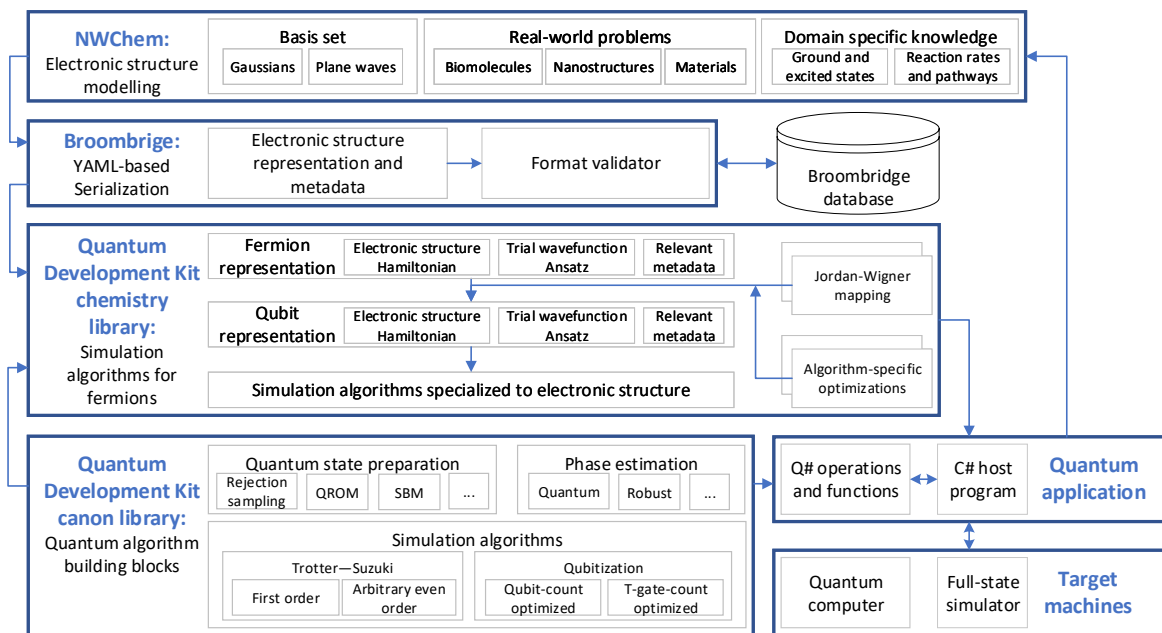 NWChem:
Electronic structure
modelling
Basis set
Gaussians
Plane waves
Real-world problems
Biomolecules
Nanostructures
Materials
Domain specific knowledge
Ground and
excited states
Reaction rates
and pathways
Broombrige:
YAML-based
Serialization
Electronic structure
representation and
metadata
Format validator
Broombridge
database
Quantum
Development Kit
chemistry
library:
Simulation
algorithms for
fermions
Fermion
representation
Electronic structure
Hamiltonian
Trial wavefunction
Ansatz
Relevant
metadata
Qubit
representation
Electronic structure
Hamiltonian
Trial wavefunction
Ansatz
Relevant
metadata
Simulation algorithms specialized to electronic structure
Jordan-Wigner
mapping
Algorithm-specific
optimizations
Quantum
Development Kit
canon library:
Quantum algorithm
building blocks
Quantum state preparation
Rejection
sampling
QROM
SBM
...
Phase estimation
Quantum
Robust
...
Simulation algorithms
Trotter—Suzuki
First order
Arbitrary even
order
Qubitization
Qubit-count
optimized
T-gate-count
optimized
Q# operations
and functions
C# host
program
Quantum
application
Quantum
computer
Full-state
simulator
Target
machines